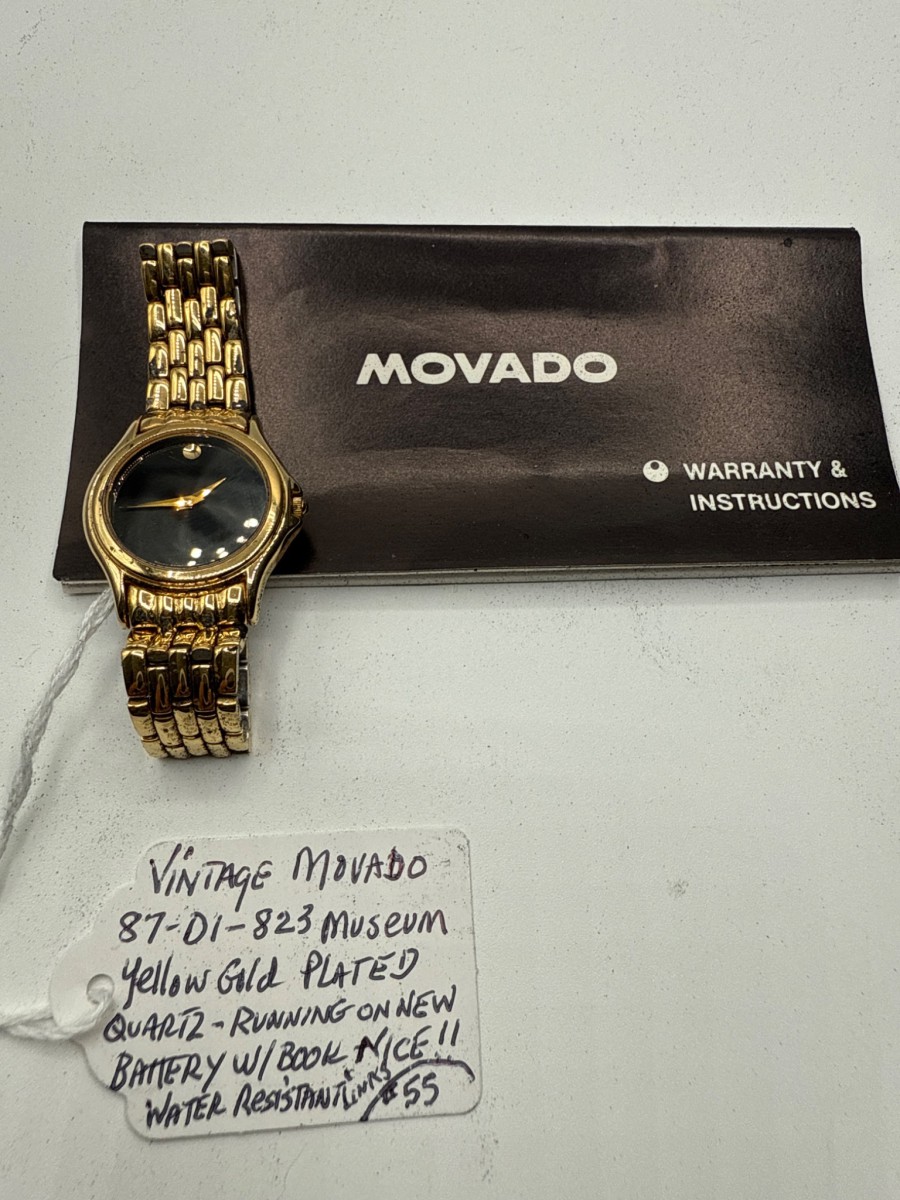 MOVADO
WARRANTY &
INSTRUCTIONS
VINTAGE MOVADO
87-D1-823 MUSEUM
Yellow Gold PLATED
QUARTZ - RUNNING ON NEW
BATTERY W/ BOOK NICE!!
WATER RESISTANT + LINKS $55